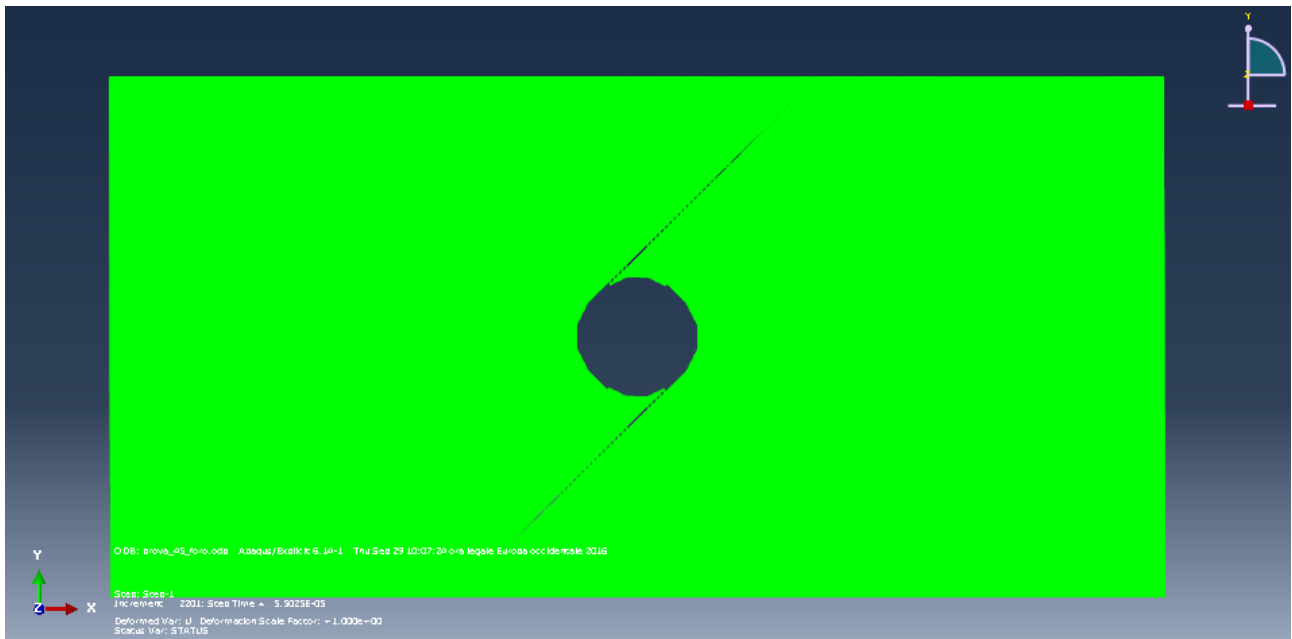 Y
Z
ODB: prova_45_foro.odb Abaqus/Explicit 6.14-1 Thu Sep 29 10:07:24 ora legale Europa occidentale 2016
Y
Z X
Step: Step-1
Increment 2201: Step Time = 5.5025E-05
Deformed Var: U Deformation Scale Factor: +1.000e+00
Status Var: STATUS